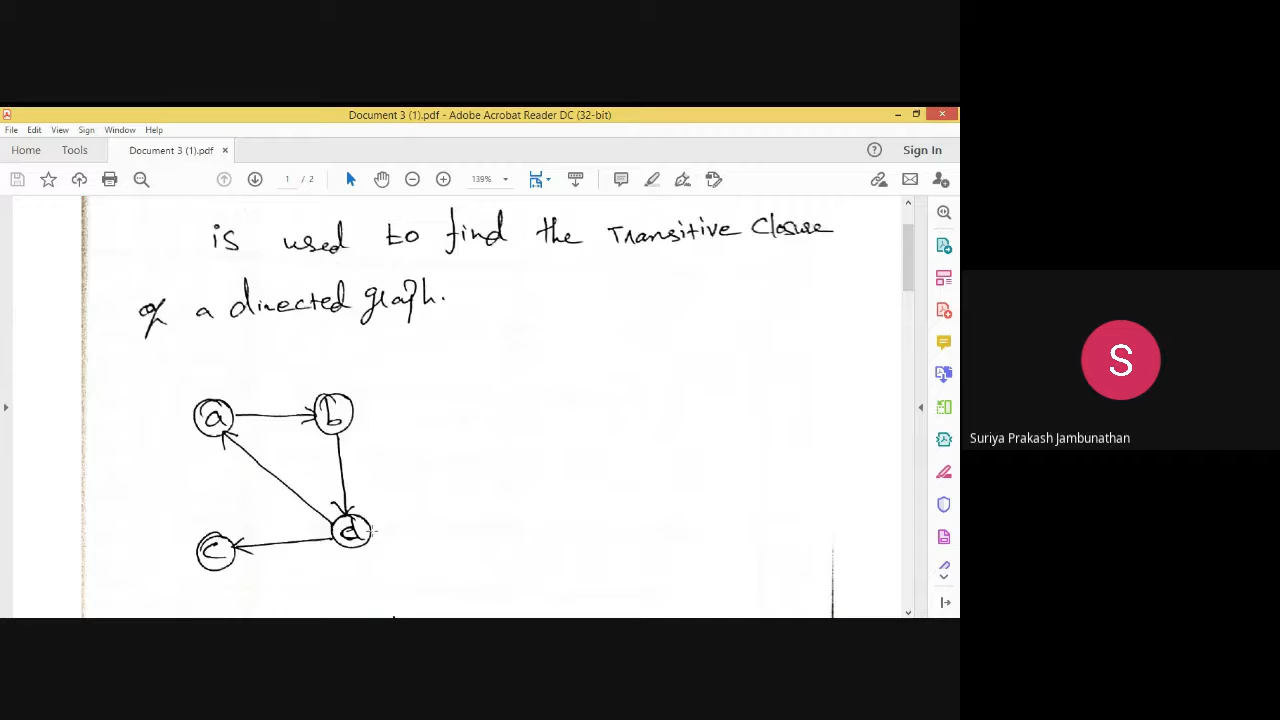 Document 3 (1).pdf - Adobe Acrobat Reader DC (32-bit)
File Edit View Sign Window Help
Home Tools Document 3 (1).pdf × Sign In
1 / 2 139%
is used to find the Transitive Closure
of a directed graph.
a b
d
c
S
Suriya Prakash Jambunathan